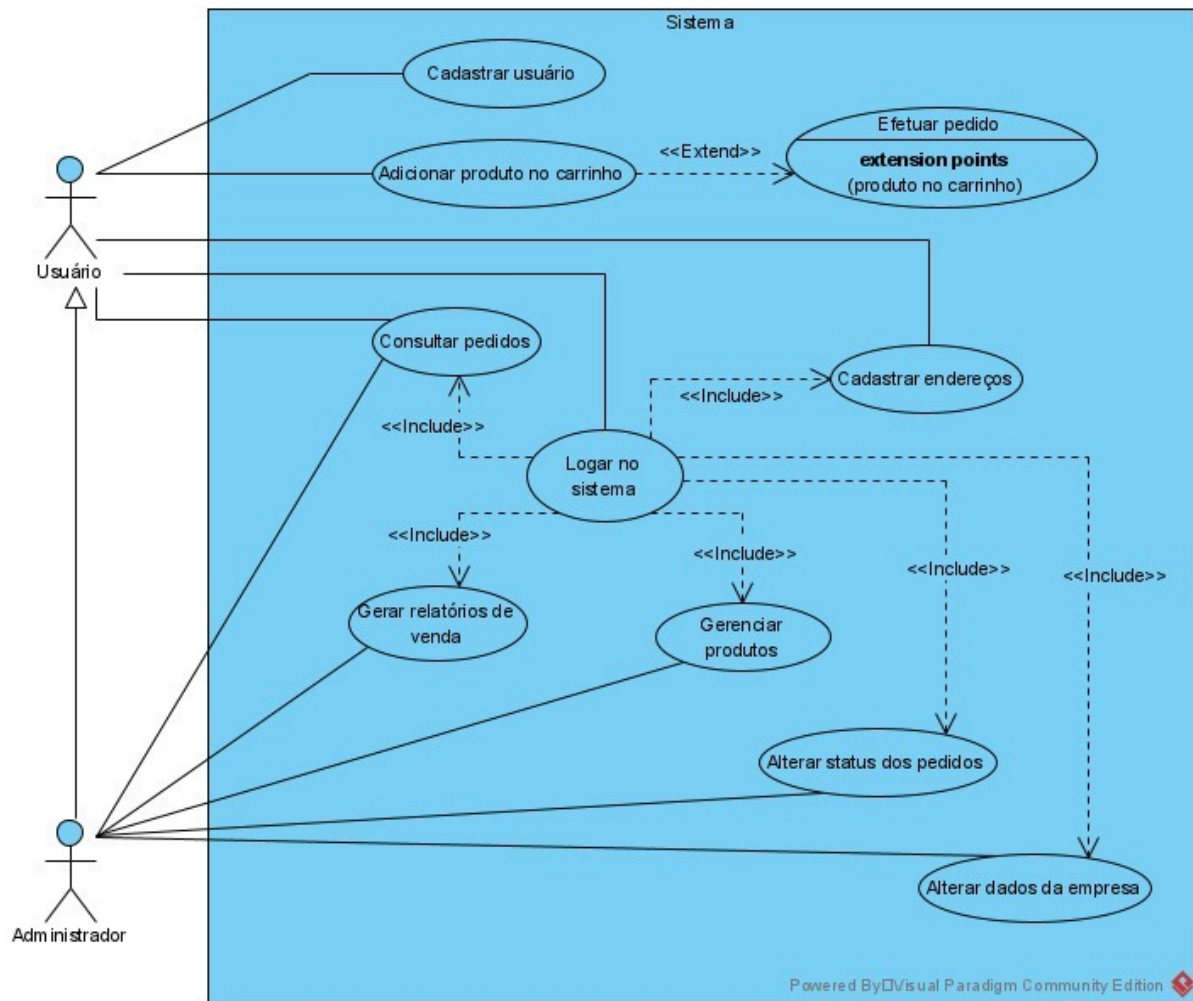 Sistema
Cadastrar usuário
Efetuar pedido
<<Extend>>
extension points
(produto no carrinho)
Adicionar produto no carrinho
Usuário
Consultar pedidos
Cadastrar endereços
<<Include>>
<<Include>>
Logar no
sistema
<<Include>>
<<Include>>
<<Include>>
<<Include>>
Gerar relatórios de
venda
Gerenciar
produtos
Alterar status dos pedidos
Alterar dados da empresa
Administrador
Powered By□Visual Paradigm Community Edition